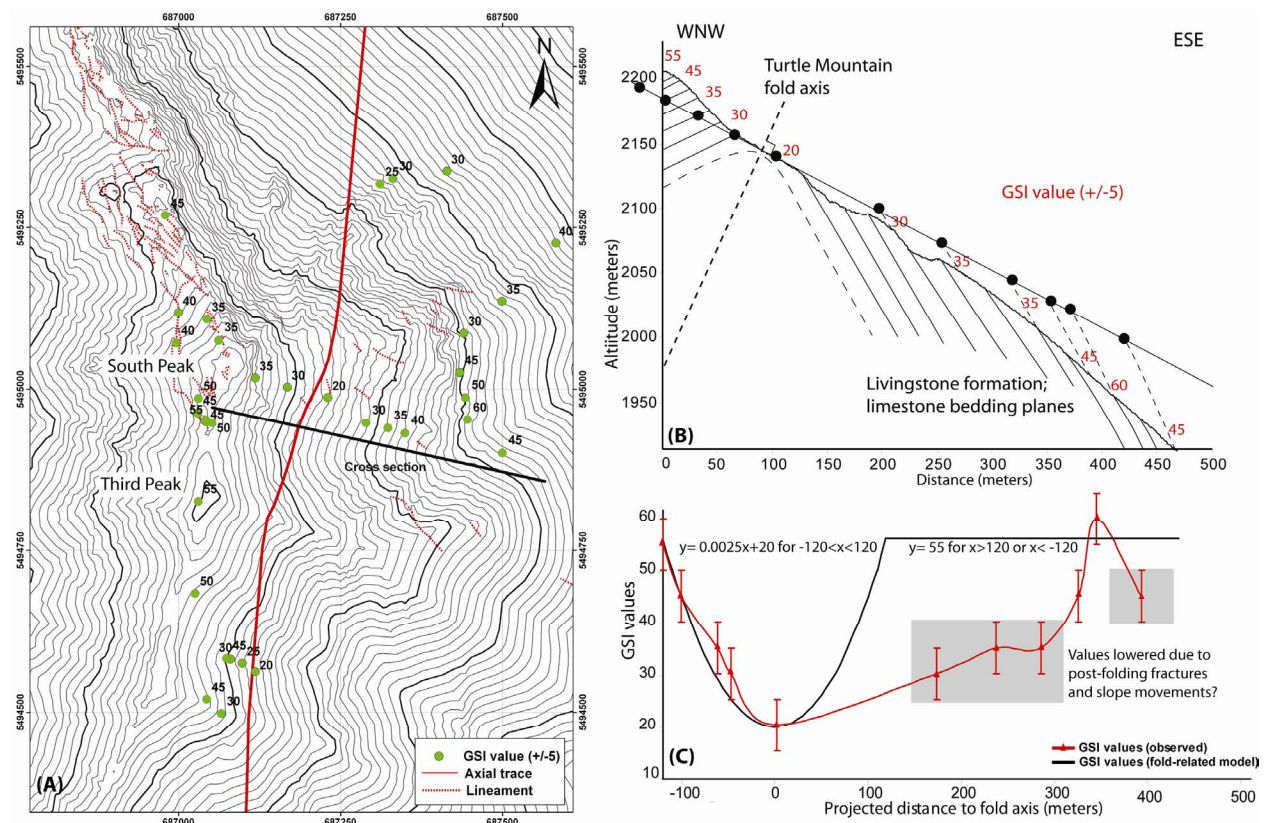 687000 687250 687500
5495500
5495500
N
30
30
25
45
5495250
5495250
40
35
40
35
30
40
35
South Peak
35
30
45
5495000
5495000
50
20
50
45
60
55
45
50
30
35
40
45
Cross section
Third Peak
55
5494750
5494750
50
30
45
25
20
45
30
5494500
5494500
GSI value (+/-5)
Axial trace
Lineament
(A)
687000 687250 687500
WNW
ESE
55
45
35
30
20
30
35
35
45
60
45
Turtle Mountain
fold axis
GSI value (+/-5)
Altiitude (meters)
2200
2150
2100
2050
2000
1950
Livingstone formation;
limestone bedding planes
(B)
0 50 100 150 200 250 300 350 400 450 500
Distance (meters)
GSI values
60
50
40
30
20
10
y= 0.0025x+20 for -120<x<120
y= 55 for x>120 or x< -120
Values lowered due to
post-folding fractures
and slope movements?
(C)
GSI values (observed)
GSI values (fold-related model)
-100 0 100 200 300 400 500
Projected distance to fold axis (meters)